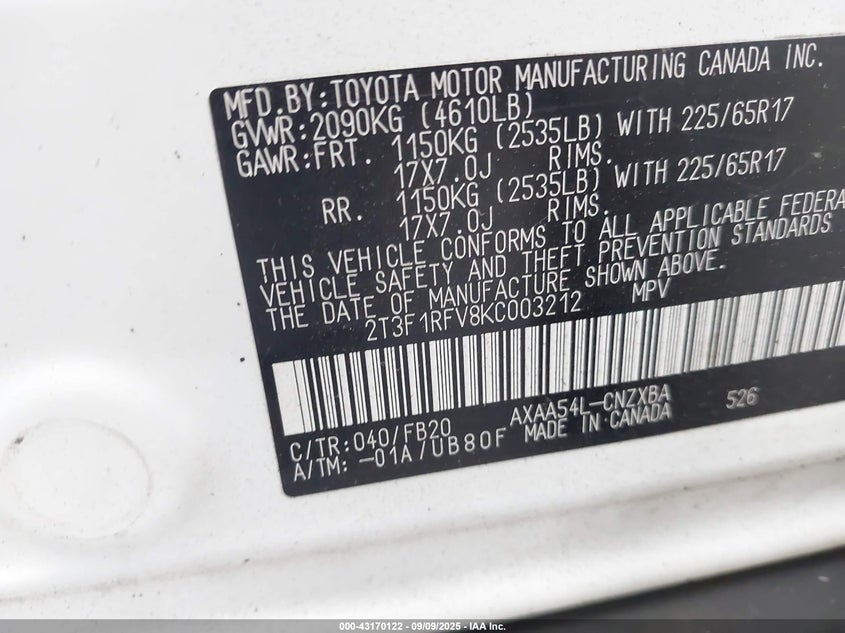 MFD.BY:TOYOTA MOTOR MANUFACTURING CANADA INC.
GVWR:2090KG (4610LB)
GAWR:FRT. 1150KG (2535LB) WITH 225/65R17
17X7.0J RIMS.
RR. 1150KG (2535LB) WITH 225/65R17
17X7.0J RIMS.
THIS VEHICLE CONFORMS TO ALL APPLICABLE FEDERA
VEHICLE SAFETY AND THEFT PREVENTION STANDARDS
THE DATE OF MANUFACTURE SHOWN ABOVE.
2T3F1RFV8KC003212 MPV
C/TR:040/FB20 AXAA54L-CNZXBA 526
A/TM:-01A/UB80F MADE IN CANADA
000-43170122 - 09/09/2025 - IAA Inc.